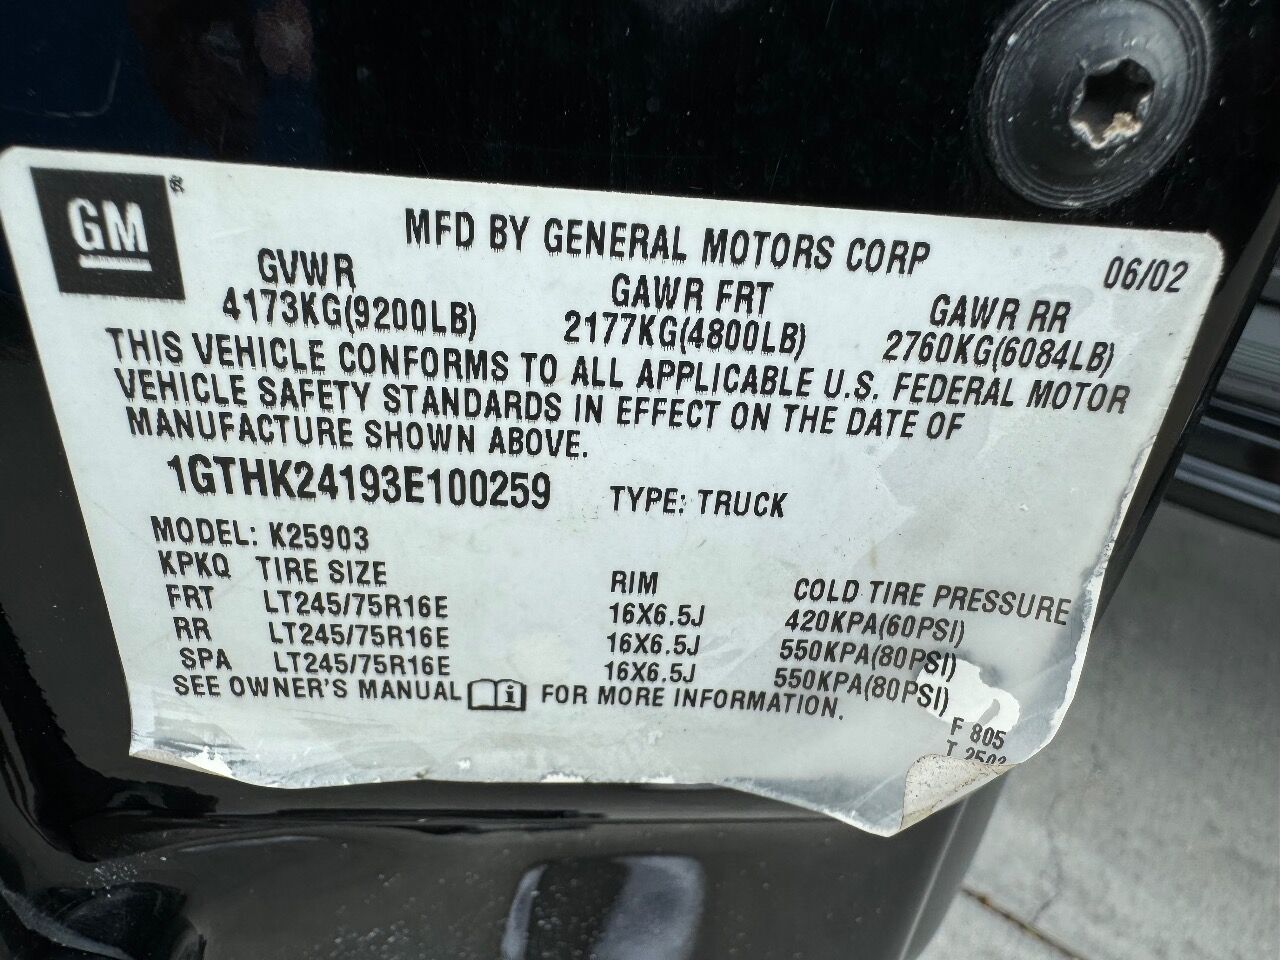 GM ®
MFD BY GENERAL MOTORS CORP
06/02
GVWR GAWR FRT GAWR RR
4173KG(9200LB) 2177KG(4800LB) 2760KG(6084LB)
THIS VEHICLE CONFORMS TO ALL APPLICABLE U.S. FEDERAL MOTOR
VEHICLE SAFETY STANDARDS IN EFFECT ON THE DATE OF
MANUFACTURE SHOWN ABOVE.
1GTHK24193E100259 TYPE: TRUCK
MODEL: K25903
KPKQ TIRE SIZE RIM COLD TIRE PRESSURE
FRT LT245/75R16E 16X6.5J 420KPA(60PSI)
RR LT245/75R16E 16X6.5J 550KPA(80PSI)
SPA LT245/75R16E 16X6.5J 550KPA(80PSI)
SEE OWNER'S MANUAL i FOR MORE INFORMATION.
F 805
T